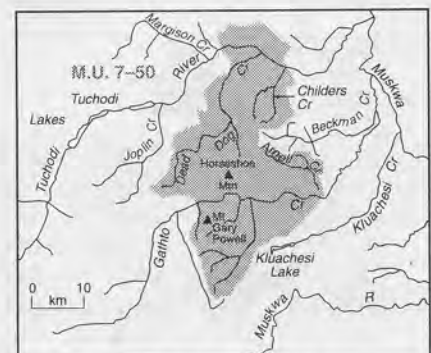 Margison Cr
M.U. 7-50
River
Tuchodi
Lakes
Tuchodi
Joplin Cr
Cr
Childers
Cr
Muskwa
Beckman Cr
Dead Dog
Cr
Horseshoe
Mtn
Mt
Gary
Powell
Cr
Gathto
Kluachesi Cr
Kluachesi
Lake
Muskwa R
0 10
km